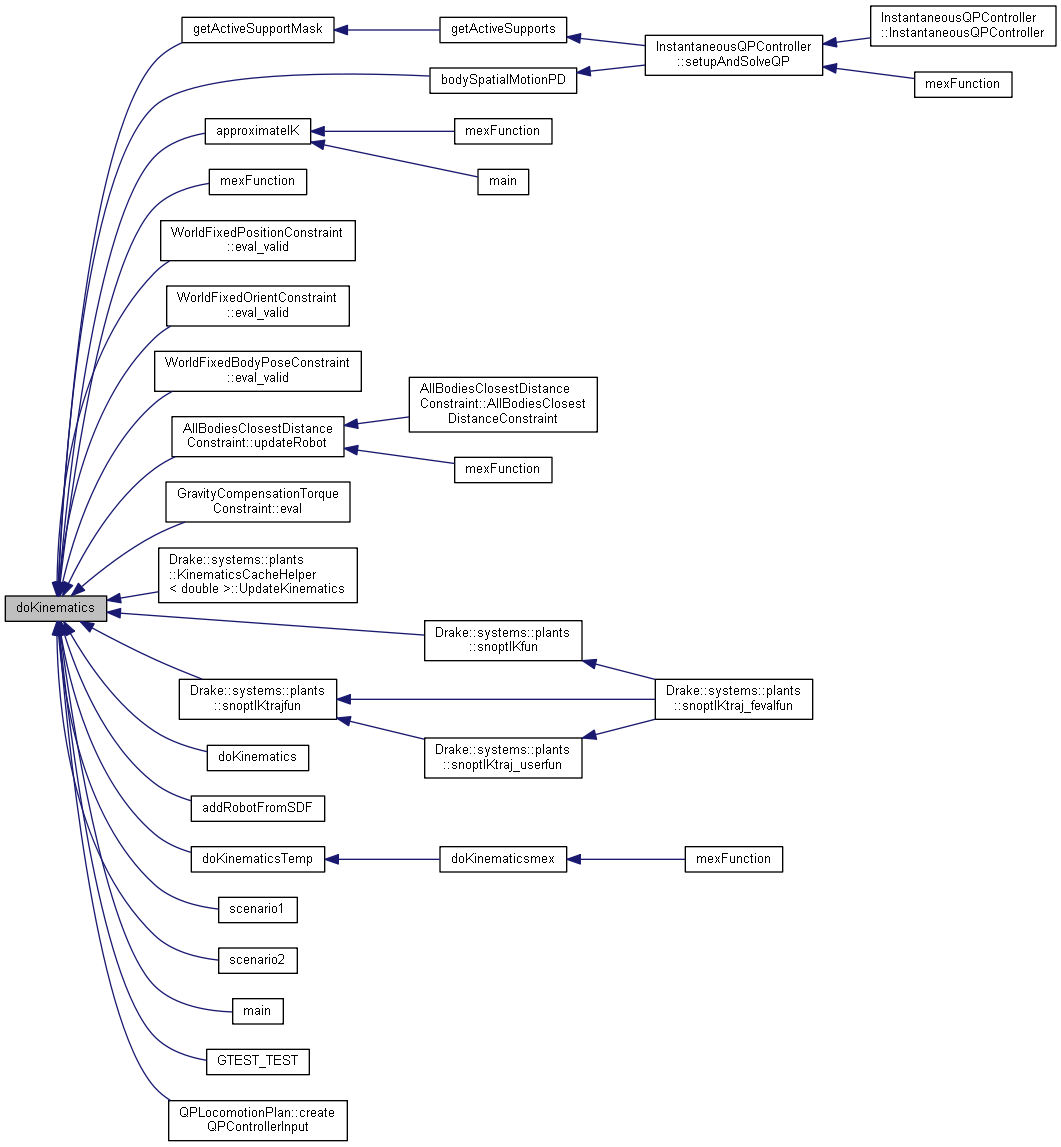 getActiveSupportMask
getActiveSupports
InstantaneousQPController
::setupAndSolveQP
InstantaneousQPController
::InstantaneousQPController
mexFunction
bodySpatialMotionPD
approximateIK
mexFunction
main
mexFunction
WorldFixedPositionConstraint
::eval_valid
WorldFixedOrientConstraint
::eval_valid
WorldFixedBodyPoseConstraint
::eval_valid
AllBodiesClosestDistance
Constraint::updateRobot
AllBodiesClosestDistance
Constraint::AllBodiesClosest
DistanceConstraint
mexFunction
GravityCompensationTorque
Constraint::eval
Drake::systems::plants
::KinematicsCacheHelper
< double >::UpdateKinematics
doKinematics
Drake::systems::plants
::snoptIKfun
Drake::systems::plants
::snoptIKtrajfun
Drake::systems::plants
::snoptIKtraj_fevalfun
Drake::systems::plants
::snoptIKtraj_userfun
doKinematics
addRobotFromSDF
doKinematicsTemp
doKinematicsmex
mexFunction
scenario1
scenario2
main
GTEST_TEST
QPLocomotionPlan::create
QPControllerInput